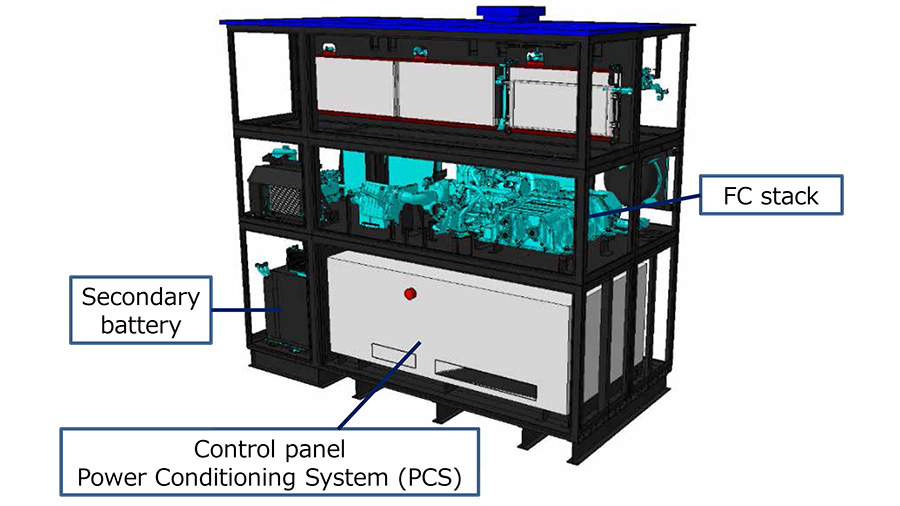 FC stack
Secondary
battery
Control panel
Power Conditioning System (PCS)